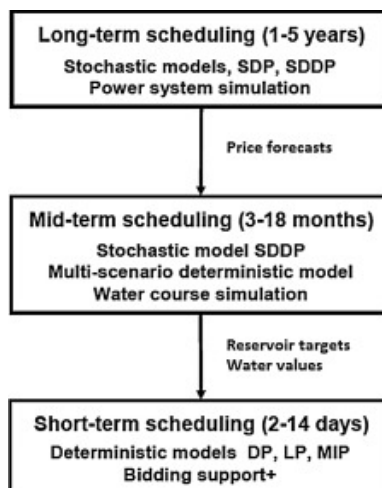 Long-term scheduling (1-5 years)
Stochastic models, SDP, SDDP
Power system simulation
Price forecasts
Mid-term scheduling (3-18 months)
Stochastic model SDDP
Multi-scenario deterministic model
Water course simulation
Reservoir targets
Water values
Short-term scheduling (2-14 days)
Deterministic models DP, LP, MIP
Bidding support+